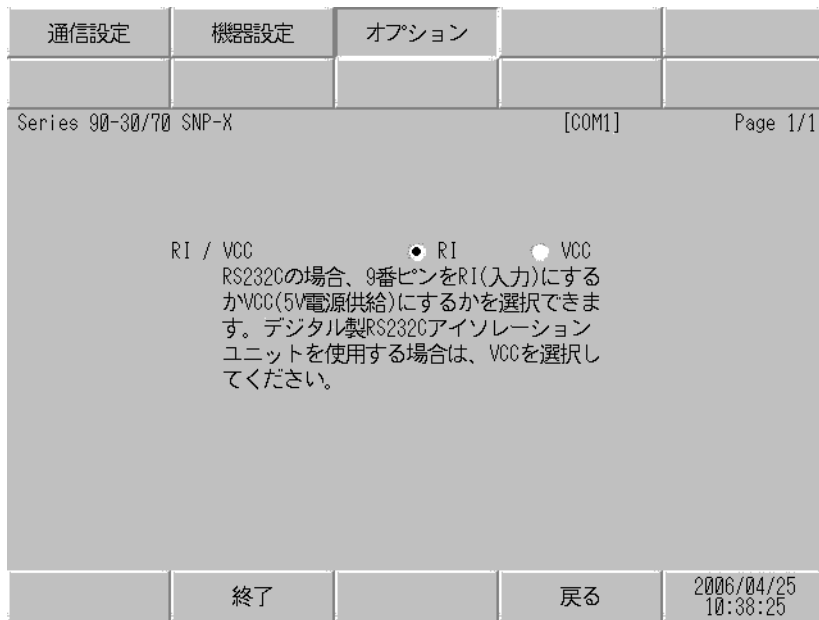 通信設定 機器設定 オプション
Series 90-30/70 SNP-X [COM1] Page 1/1
RI / VCC RI VCC
RS232Cの場合、9番ピンをRI(入力)にする
かVCC(5V電源供給)にするかを選択できま
す。デジタル製RS232Cアイソレーション
ユニットを使用する場合は、VCCを選択し
てください。
終了 戻る 2006/04/25
10:38:25